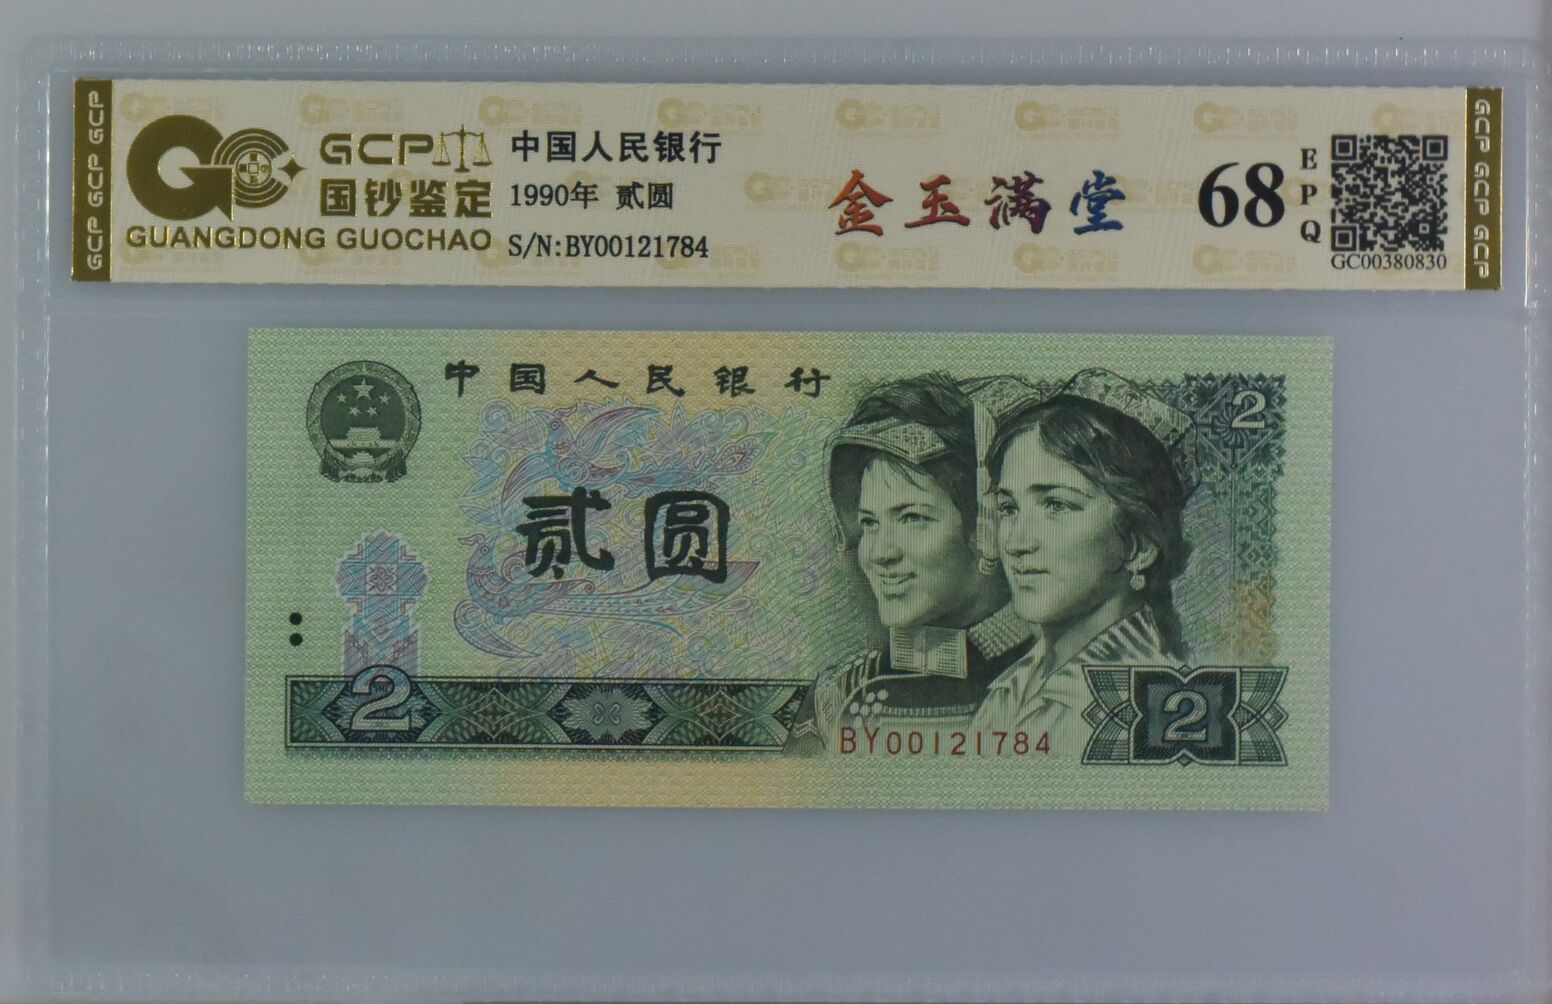 GCP GCP GCP
GCP
国钞鉴定
GUANGDONG GUOCHAO
中国人民银行
1990年 贰圆
S/N:BY00121784
金玉满堂
68
EPQ
GC00380830
GCP GCP GCP
中国人民银行
2
贰圆
2
BY00121784
2